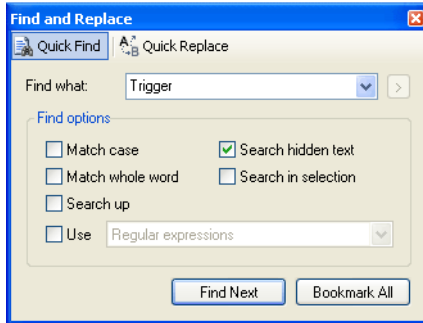 Find and Replace
Quick Find A B Quick Replace
Find what: Trigger >
Find options
Match case Search hidden text
Match whole word Search in selection
Search up
Use Regular expressions
Find Next Bookmark All